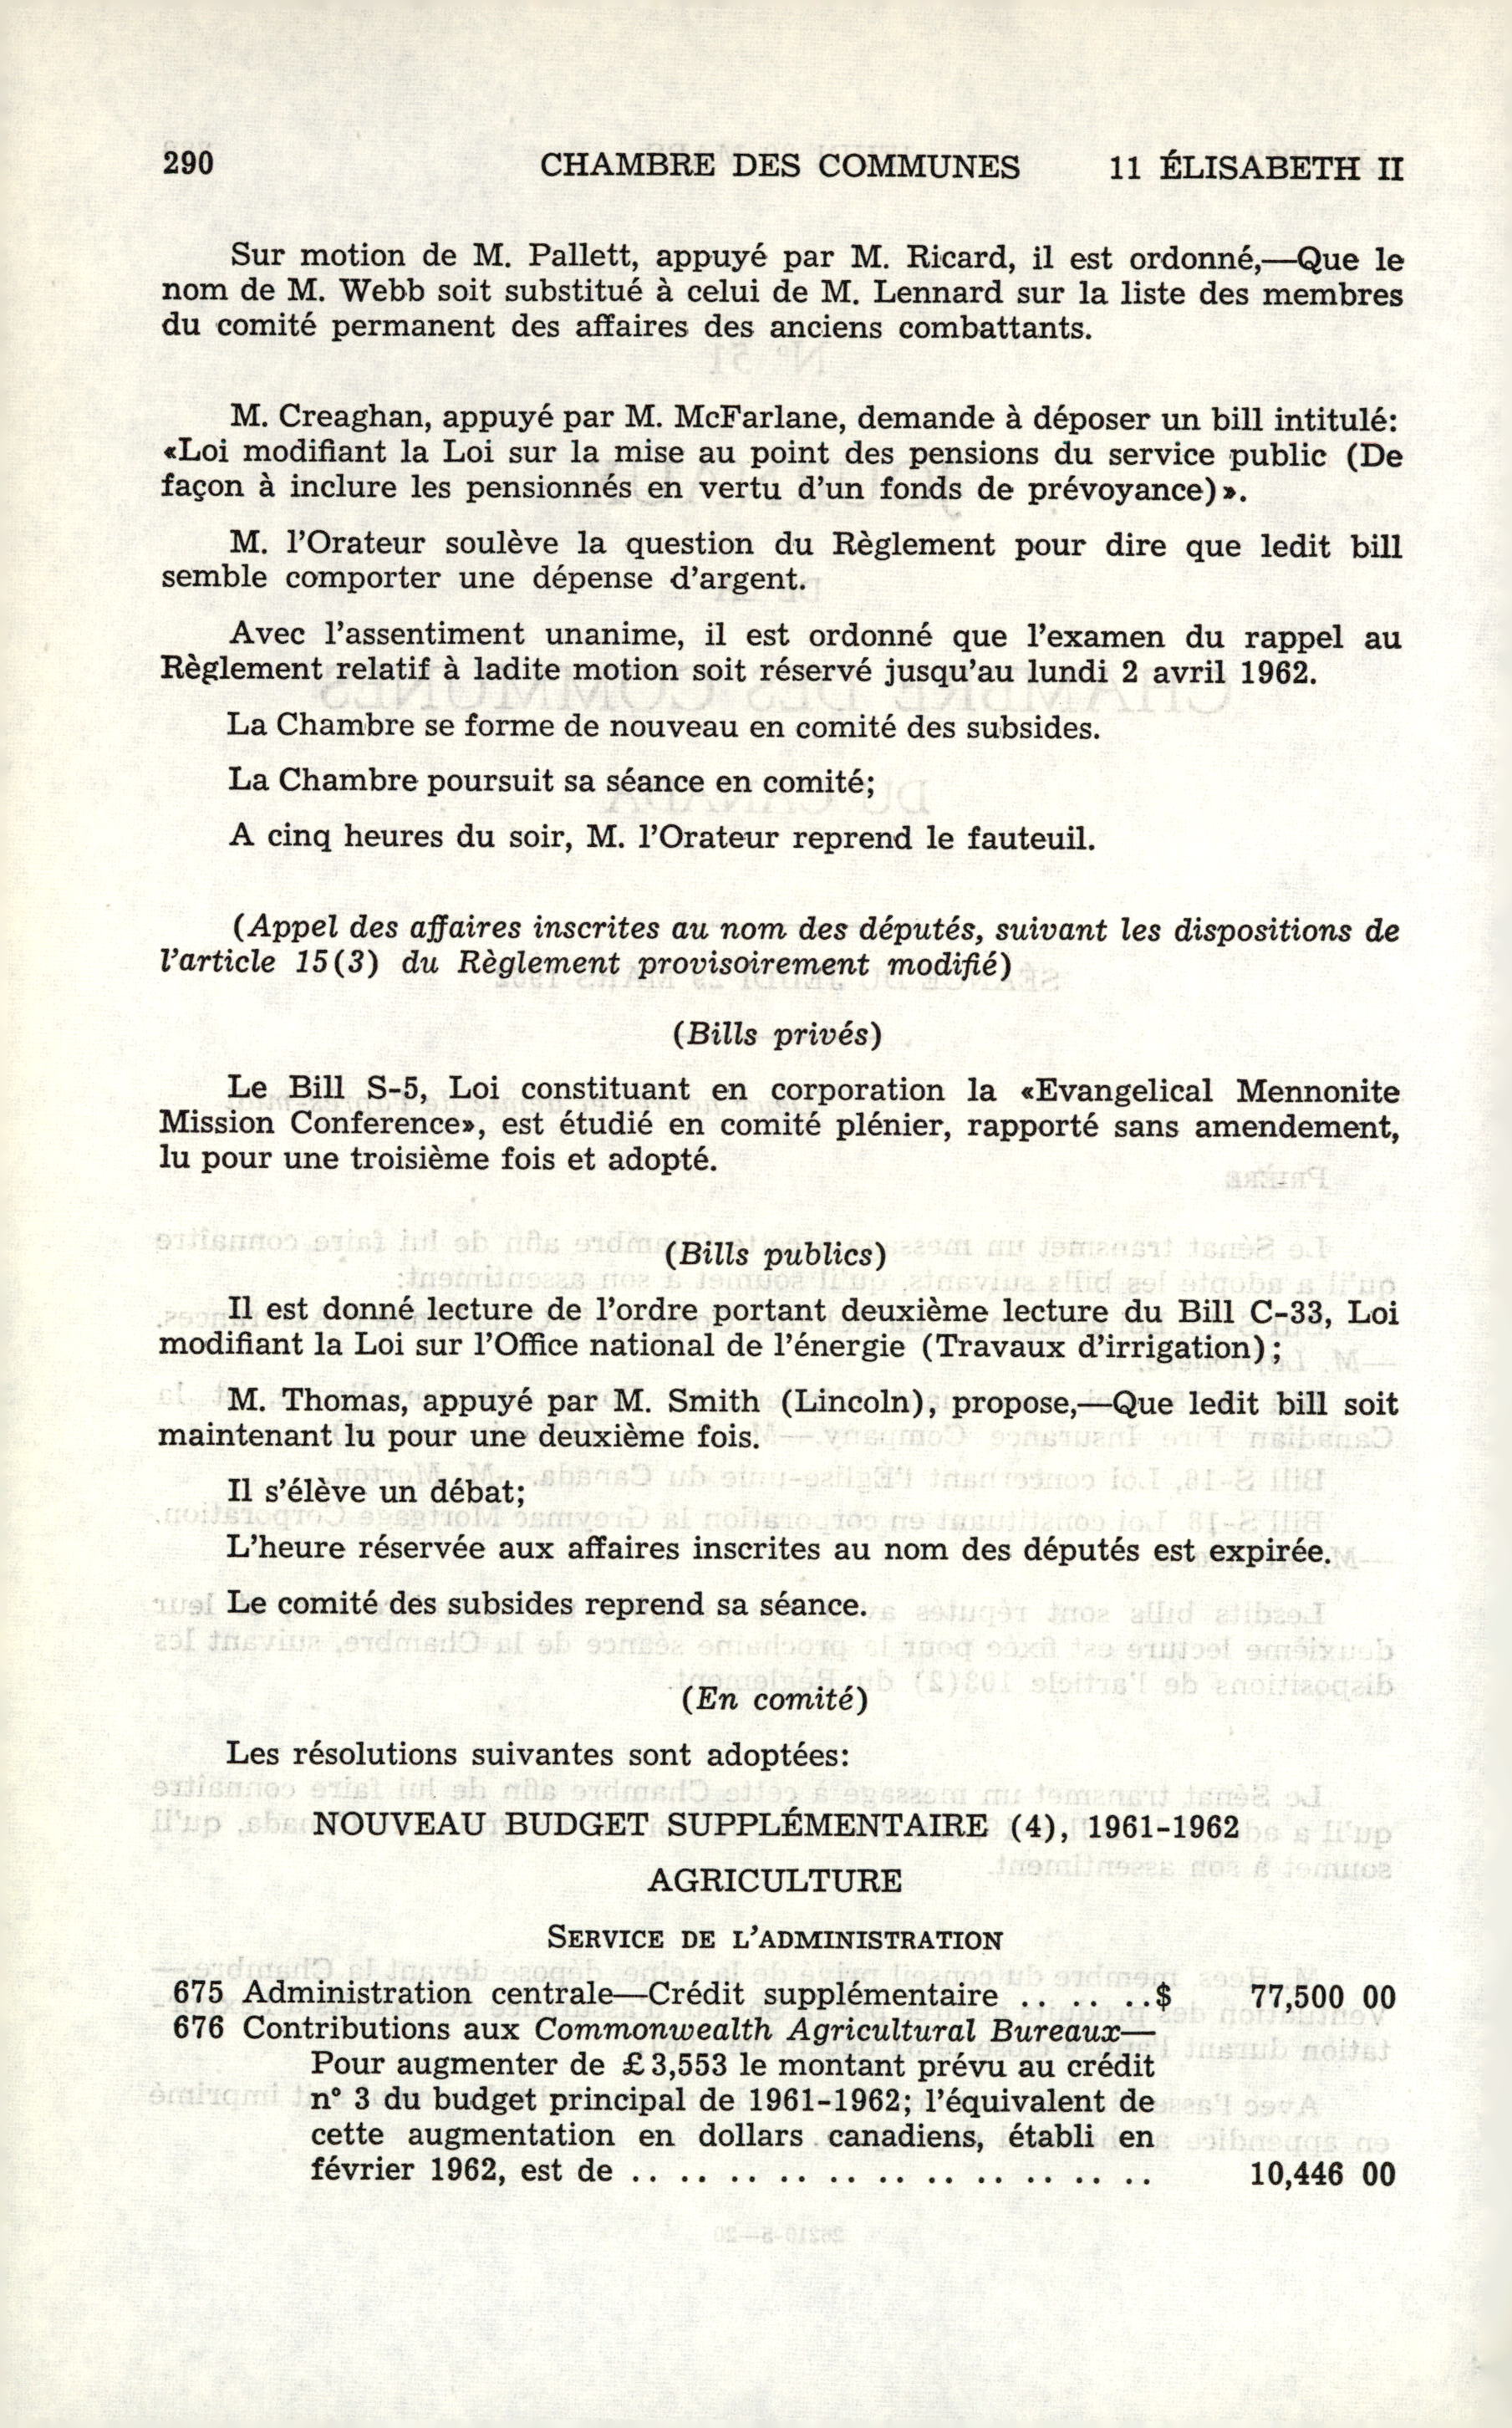 290 CHAMBRE DES COMMUNES 11 ÉLISABETH II
Sur motion de M. Pallett, appuyé par M. Ricard, il est ordonné,—Que le
nom de M. Webb soit substitué à celui de M. Lennard sur la liste des membres
du comité permanent des affaires des anciens combattants.
M. Creaghan, appuyé par M. McFarlane, demande à déposer un bill intitulé:
«Loi modifiant la Loi sur la mise au point des pensions du service public (De
façon à inclure les pensionnés en vertu d'un fonds de prévoyance)».
M. l'Orateur soulève la question du Règlement pour dire que ledit bill
semble comporter une dépense d'argent.
Avec l'assentiment unanime, il est ordonné que l'examen du rappel au
Règlement relatif à ladite motion soit réservé jusqu'au lundi 2 avril 1962.
La Chambre se forme de nouveau en comité des subsides.
La Chambre poursuit sa séance en comité;
A cinq heures du soir, M. l'Orateur reprend le fauteuil.
(Appel des affaires inscrites au nom des députés, suivant les dispositions de
l'article 15(3) du Règlement provisoirement modifié)
(Bills privés)
Le Bill S-5, Loi constituant en corporation la «Evangelical Mennonite
Mission Conference», est étudié en comité plénier, rapporté sans amendement,
lu pour une troisième fois et adopté.
(Bills publics)
Il est donné lecture de l'ordre portant deuxième lecture du Bill C-33, Loi
modifiant la Loi sur l'Office national de l'énergie (Travaux d'irrigation);
M. Thomas, appuyé par M. Smith (Lincoln), propose,—Que ledit bill soit
maintenant lu pour une deuxième fois.
Il s'élève un débat;
L'heure réservée aux affaires inscrites au nom des députés est expirée.
Le comité des subsides reprend sa séance.
(En comité)
Les résolutions suivantes sont adoptées:
NOUVEAU BUDGET SUPPLÉMENTAIRE (4), 1961-1962
AGRICULTURE
SERVICE DE L'ADMINISTRATION
675 Administration centrale—Crédit supplémentaire .. .. ..$ 77,500 00
676 Contributions aux Commonwealth Agricultural Bureaux—
Pour augmenter de £3,553 le montant prévu au crédit
n° 3 du budget principal de 1961-1962; l'équivalent de
cette augmentation en dollars canadiens, établi en
février 1962, est de .. .. .. .. .. .. .. .. .. .. .. 10,446 00